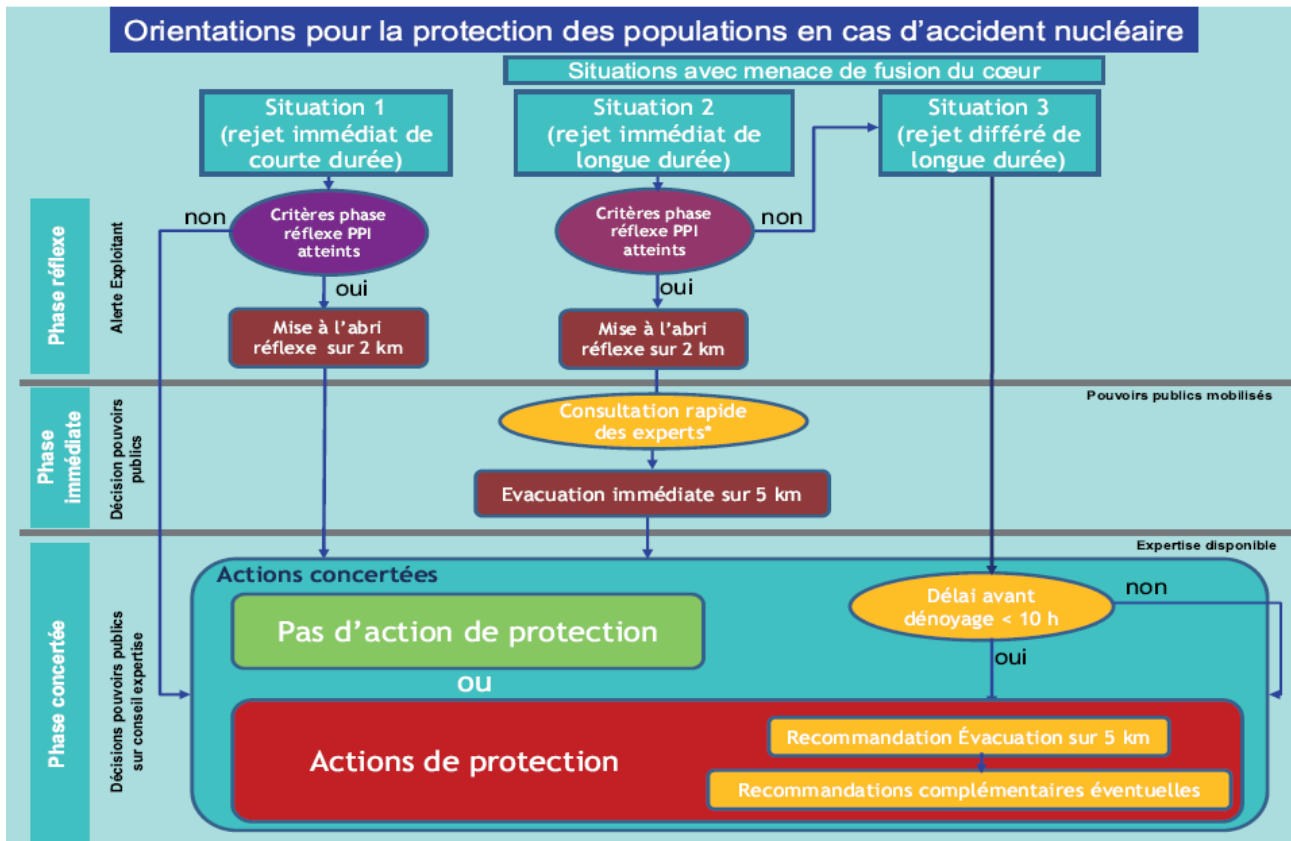 Orientations pour la protection des populations en cas d'accident nucléaire
Situations avec menace de fusion du cœur
Situation 1
(rejet immédiat de
courte durée)
Situation 2
(rejet immédiat de
longue durée)
Situation 3
(rejet différé de
longue durée)
Phase réflexe
Alerte Exploitant
non
Critères phase
réflexe PPI
atteints
oui
Mise à l'abri
réflexe sur 2 km
Critères phase
réflexe PPI
atteints
non
oui
Mise à l'abri
réflexe sur 2 km
Pouvoirs publics mobilisés
Phase
immédiate
Décision pouvoirs
publics
Consultation rapide
des experts*
Evacuation immédiate sur 5 km
Expertise disponible
Phase concertée
Décisions pouvoirs publics
sur conseil expertise
Actions concertées
Pas d'action de protection
ou
Délai avant
dénoyage < 10 h
non
oui
Actions de protection
Recommandation Évacuation sur 5 km
Recommandations complémentaires éventuelles